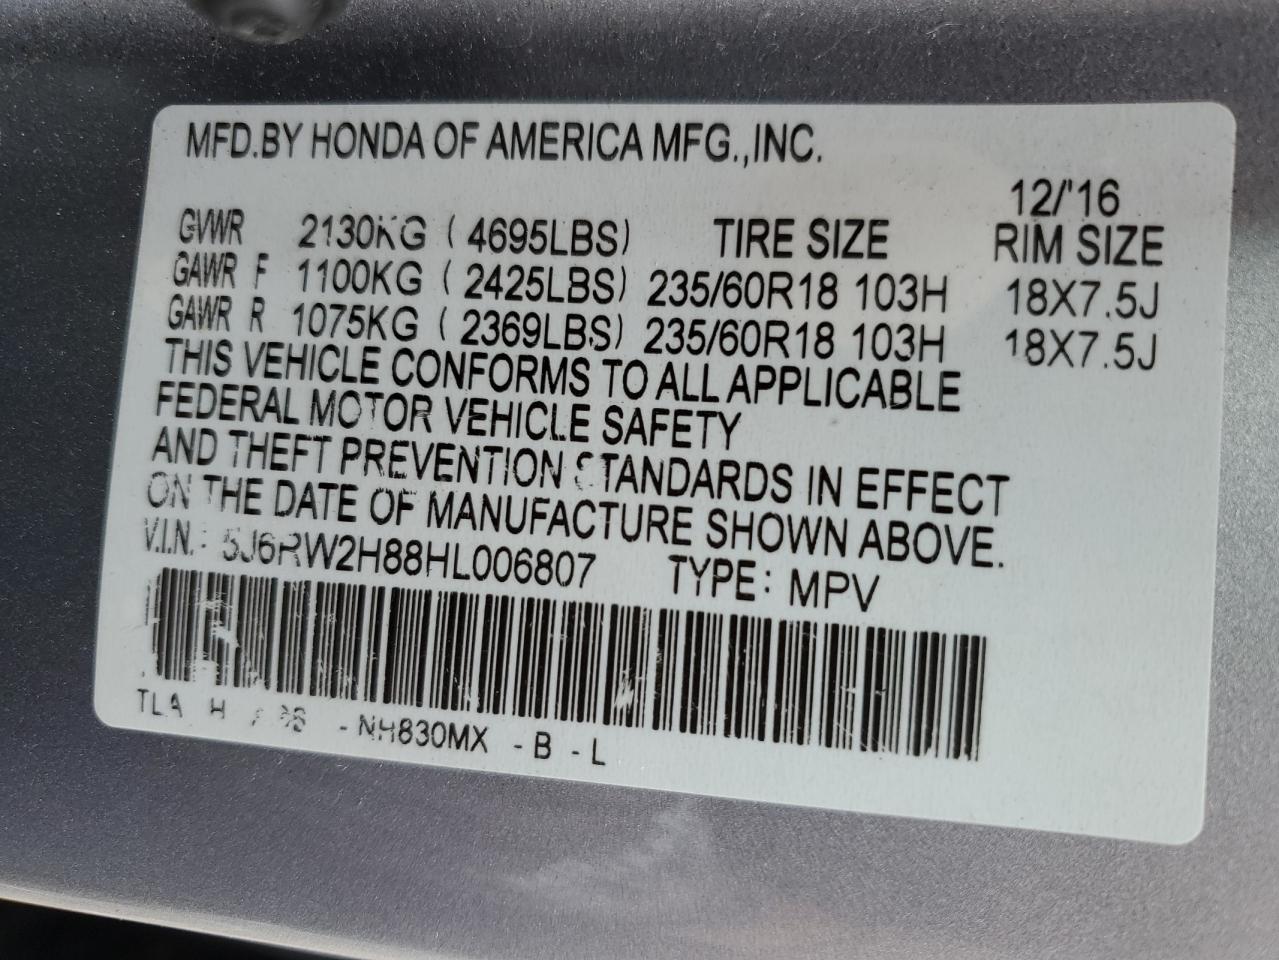 MFD.BY HONDA OF AMERICA MFG.,INC.
12/'16
GVWR 2130KG ( 4695LBS) TIRE SIZE RIM SIZE
GAWR F 1100KG ( 2425LBS) 235/60R18 103H 18X7.5J
GAWR R 1075KG ( 2369LBS) 235/60R18 103H 18X7.5J
THIS VEHICLE CONFORMS TO ALL APPLICABLE
FEDERAL MOTOR VEHICLE SAFETY
AND THEFT PREVENTION STANDARDS IN EFFECT
ON THE DATE OF MANUFACTURE SHOWN ABOVE.
V.I.N.: 5J6RW2H88HL006807 TYPE: MPV
TLA - NH830MX - B - L